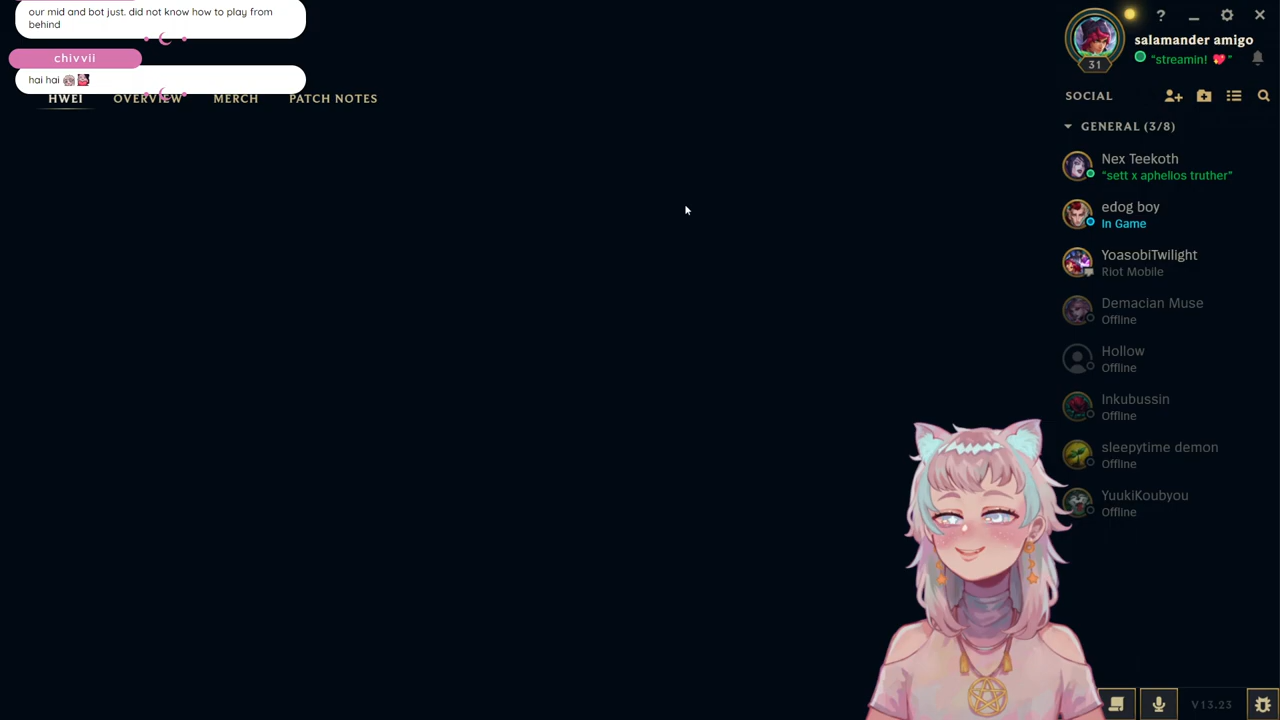 our mid and bot just. did not know how to play from
behind
chivvii
hai hai
HWEI
OVERVIEW
MERCH
PATCH NOTES
?
salamander amigo
"streamin! 💖"
31
SOCIAL
GENERAL (3/8)
Nex Teekoth
"sett x aphelios truther"
edog boy
In Game
YoasobiTwilight
Riot Mobile
Demacian Muse
Offline
Hollow
Offline
Inkubussin
Offline
sleepytime demon
Offline
YuukiKoubyou
Offline
V13.23